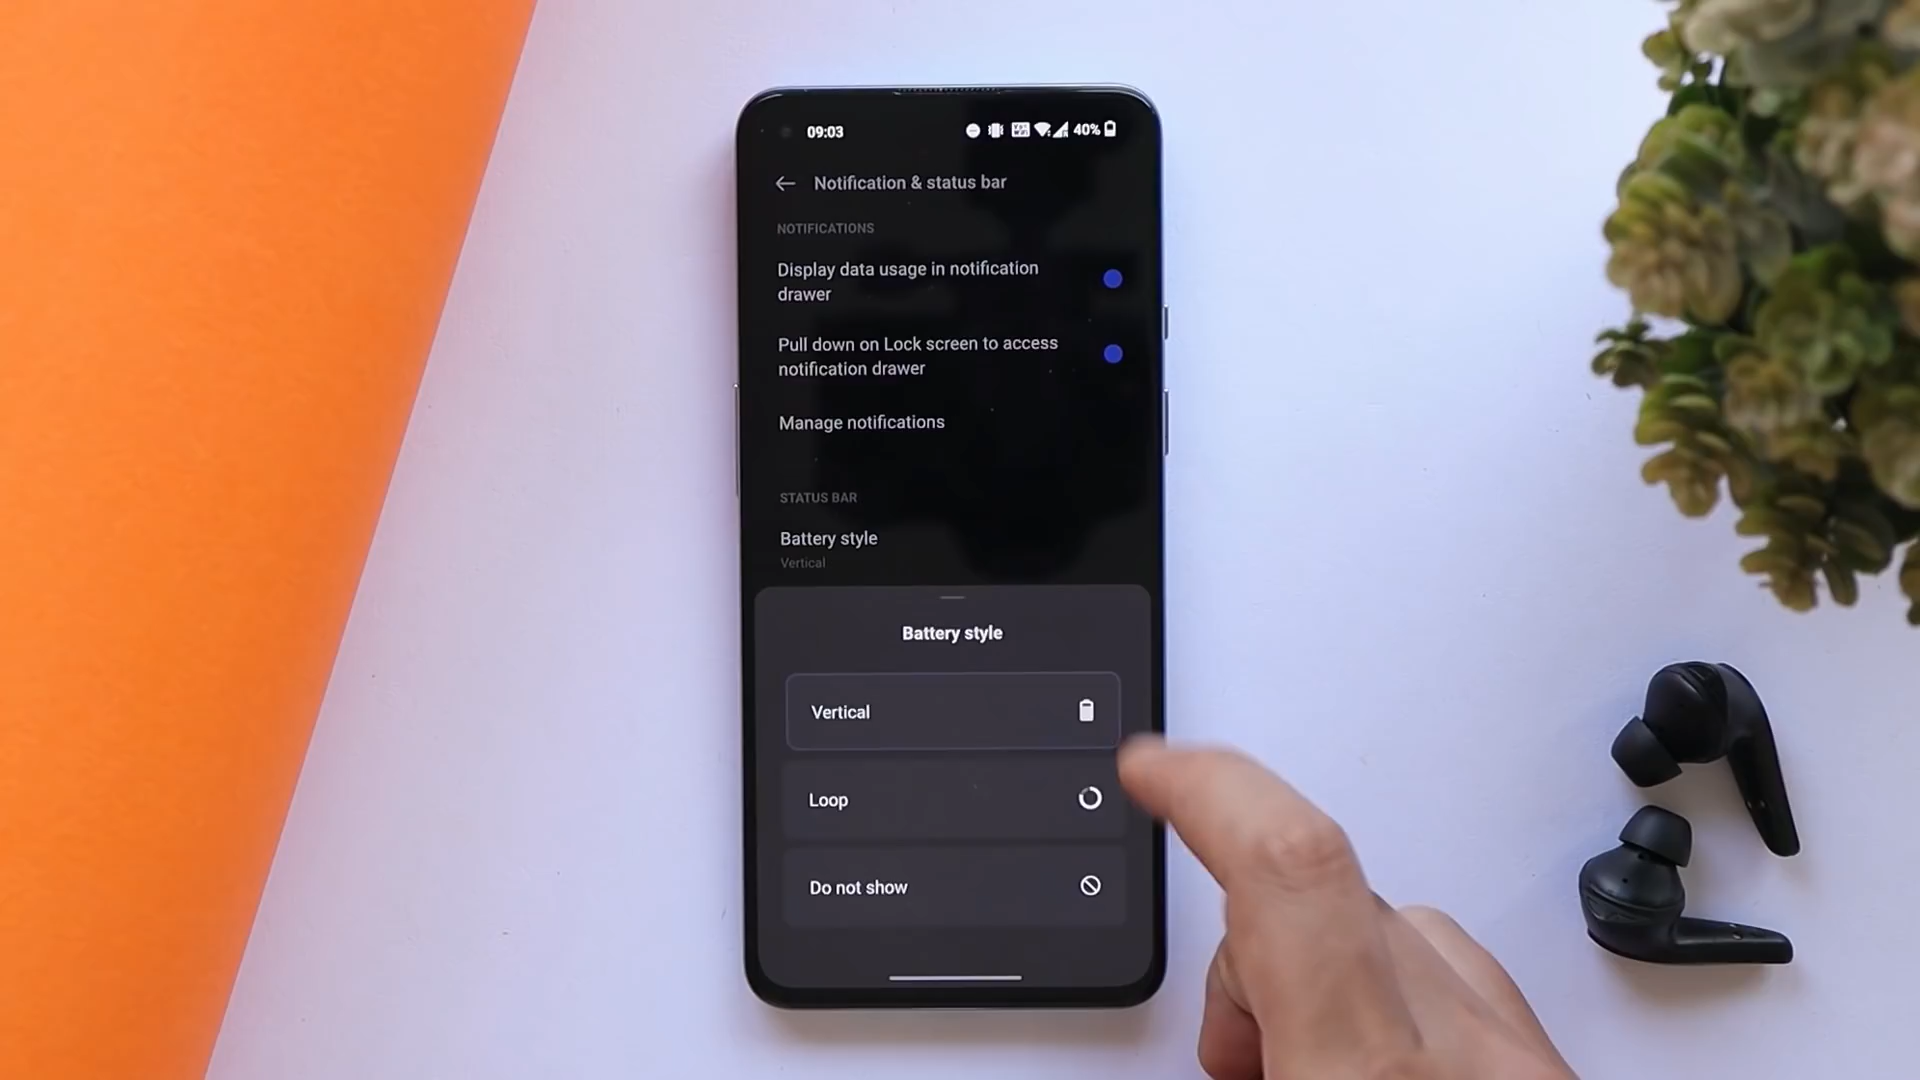 09:03 40%
Notification & status bar
NOTIFICATIONS
Display data usage in notification
drawer
Pull down on Lock screen to access
notification drawer
Manage notifications
STATUS BAR
Battery style
Vertical
Battery style
Vertical
Loop
Do not show